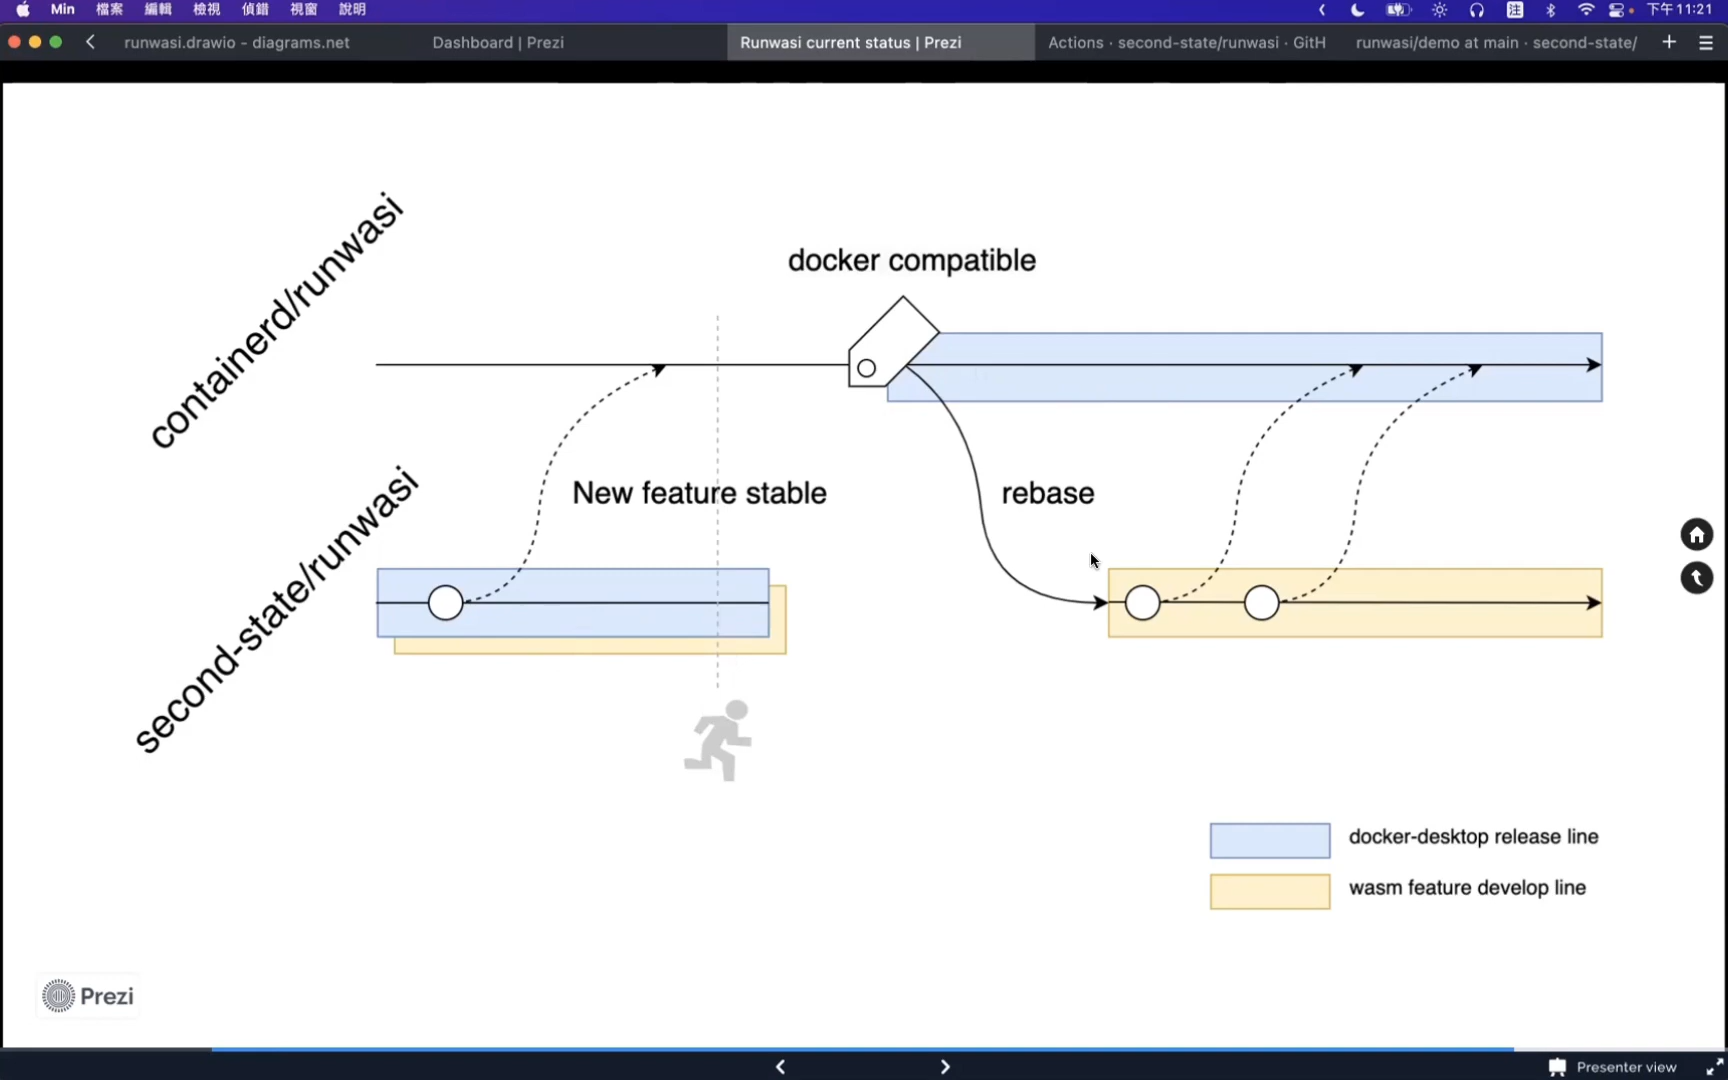 Min 檔案 編輯 檢視 偵錯 視窗 說明 注 下午11:21
runwasi.drawio - diagrams.net Dashboard | Prezi Runwasi current status | Prezi Actions · second-state/runwasi · GitH runwasi/demo at main · second-state/
containerd/runwasi
docker compatible
second-state/runwasi
New feature stable
rebase
docker-desktop release line
wasm feature develop line
Prezi
Presenter view